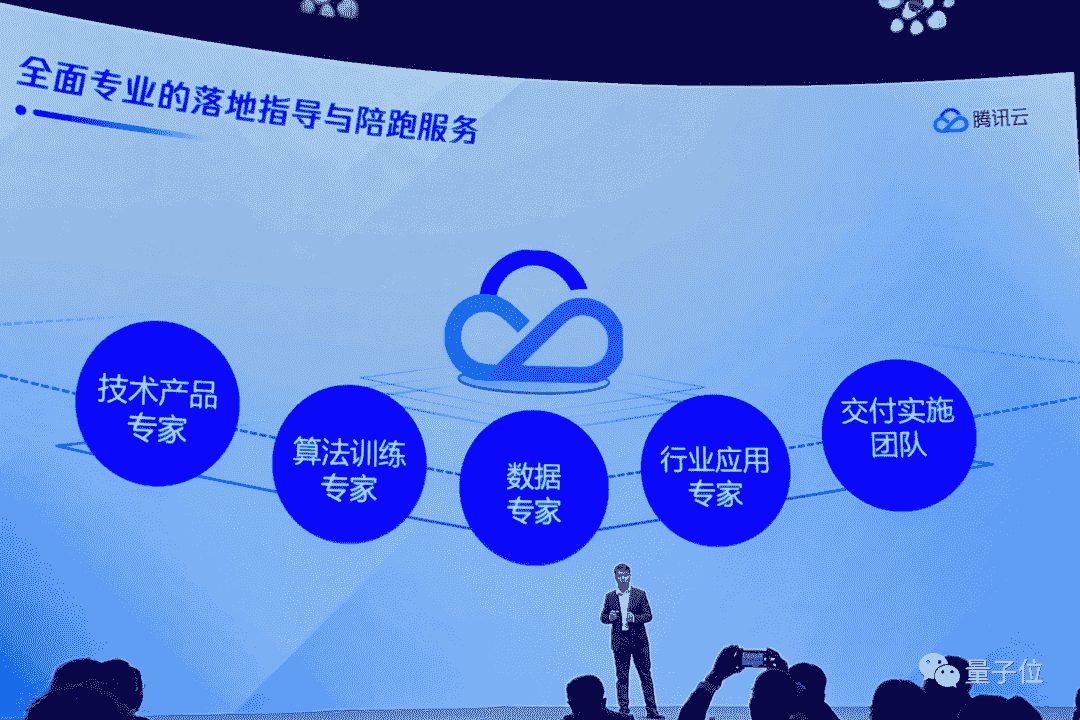 全面专业的落地指导与陪跑服务
腾讯云
技术产品
专家
算法训练
专家
数据
专家
行业应用
专家
交付实施
团队
量子位